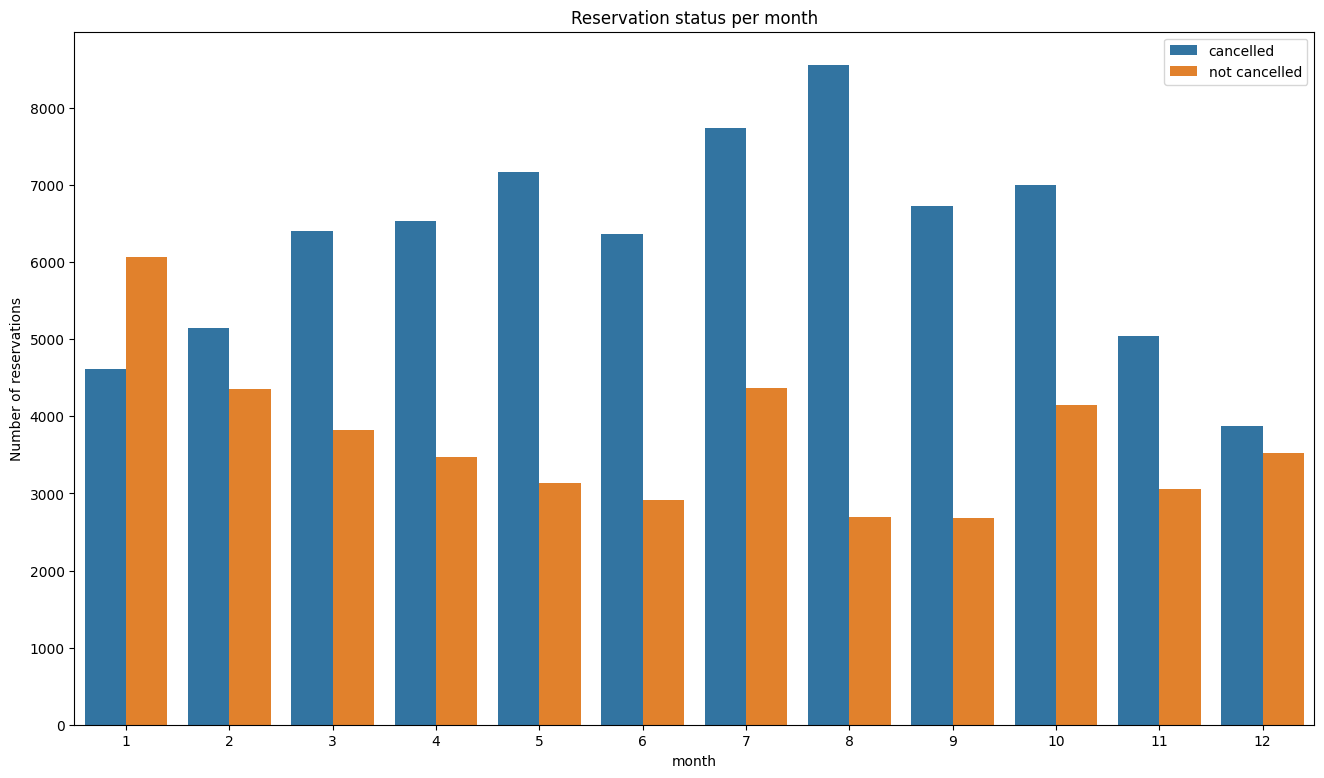 Reservation status per month
cancelled
not cancelled
Number of reservations
8000
7000
6000
5000
4000
3000
2000
1000
0
1 2 3 4 5 6 7 8 9 10 11 12
month